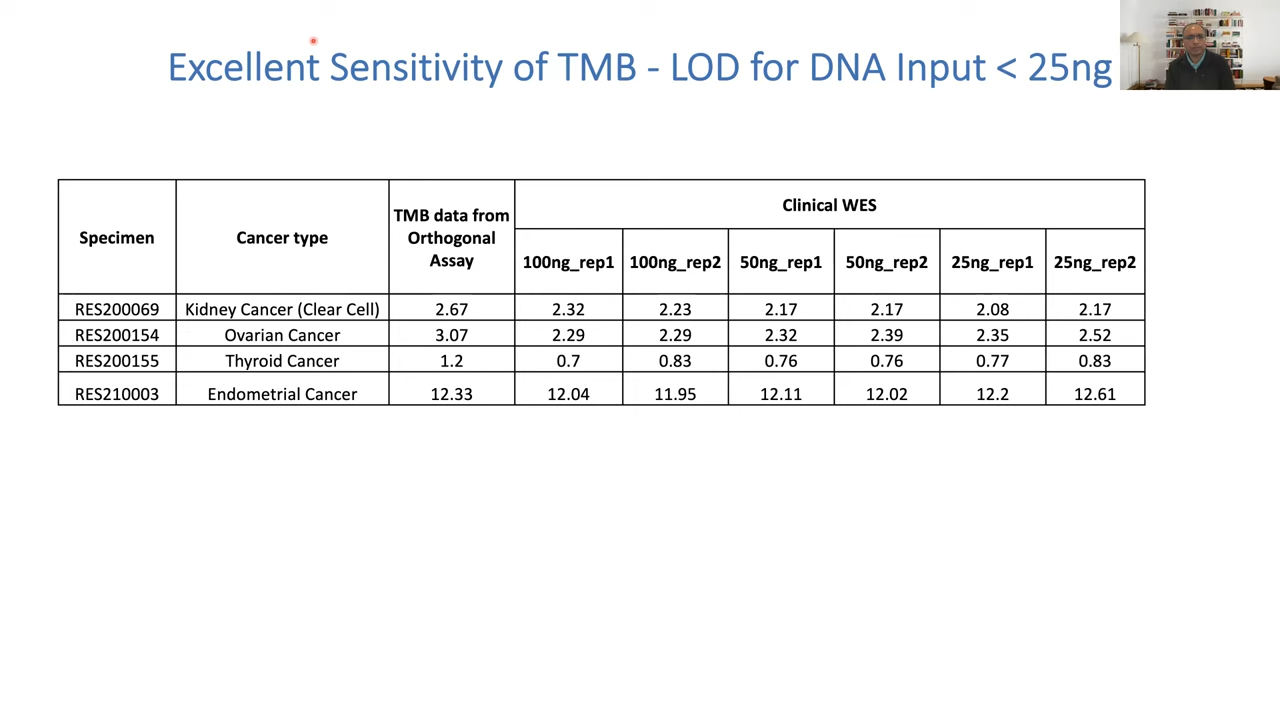 Excellent Sensitivity of TMB - LOD for DNA Input < 25ng
Specimen Cancer type TMB data from Orthogonal Assay Clinical WES
100ng_rep1 100ng_rep2 50ng_rep1 50ng_rep2 25ng_rep1 25ng_rep2
RES200069 Kidney Cancer (Clear Cell) 2.67 2.32 2.23 2.17 2.17 2.08 2.17
RES200154 Ovarian Cancer 3.07 2.29 2.29 2.32 2.39 2.35 2.52
RES200155 Thyroid Cancer 1.2 0.7 0.83 0.76 0.76 0.77 0.83
RES210003 Endometrial Cancer 12.33 12.04 11.95 12.11 12.02 12.2 12.61